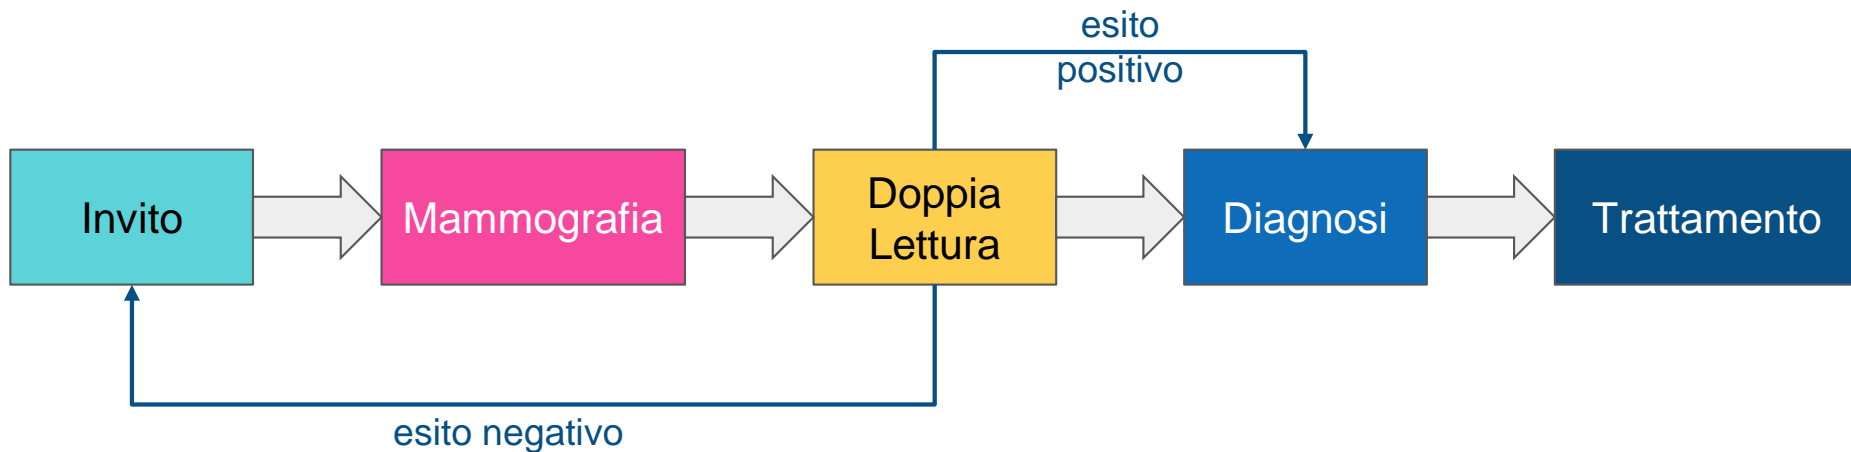 esito
positivo
Invito
Mammografia
Doppia
Lettura
Diagnosi
Trattamento
esito negativo